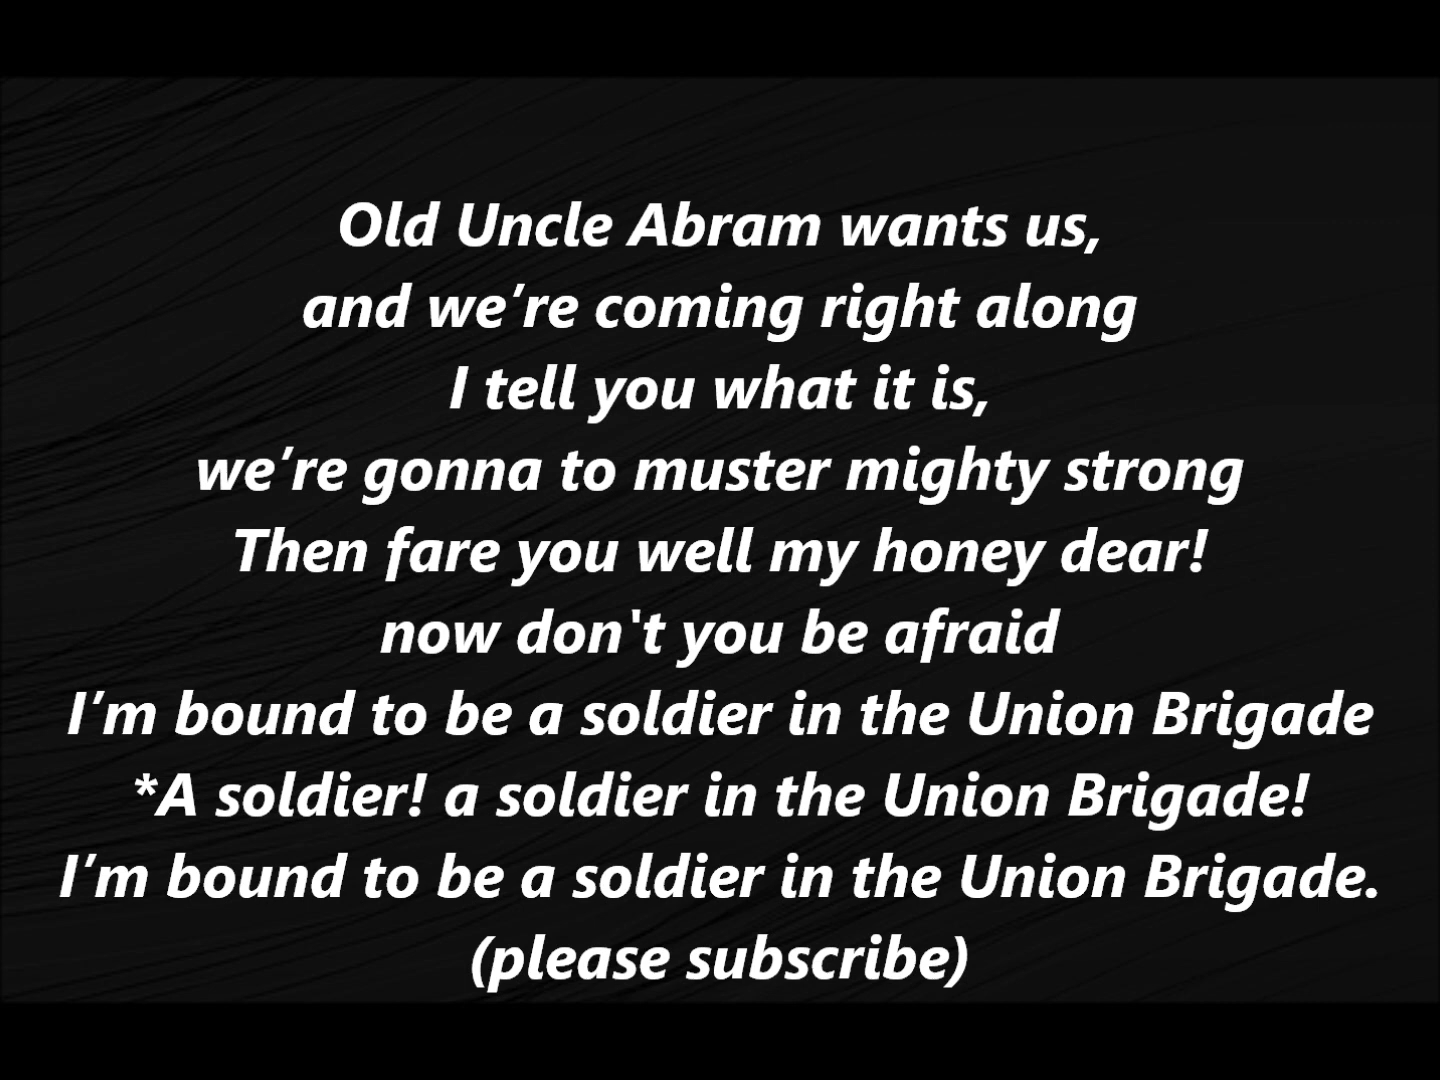 Old Uncle Abram wants us,
and we’re coming right along
I tell you what it is,
we’re gonna to muster mighty strong
Then fare you well my honey dear!
now don't you be afraid
I’m bound to be a soldier in the Union Brigade
*A soldier! a soldier in the Union Brigade!
I’m bound to be a soldier in the Union Brigade.
(please subscribe)